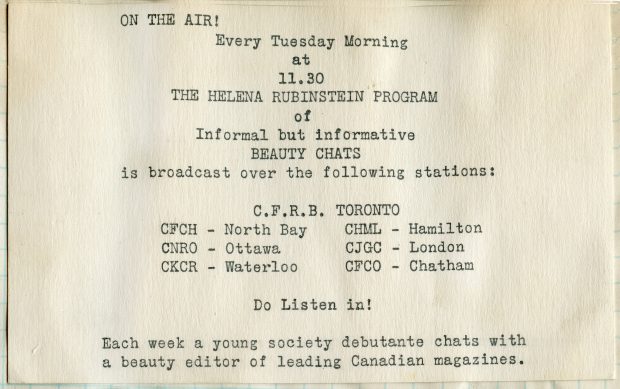 ON THE AIR!
Every Tuesday Morning
at
11.30
THE HELENA RUBINSTEIN PROGRAM
of
Informal but informative
BEAUTY CHATS
is broadcast over the following stations:
C.F.R.B. TORONTO
CFCH - North Bay CHML - Hamilton
CNRO - Ottawa CJGC - London
CKCR - Waterloo CFCO - Chatham
Do Listen in!
Each week a young society debutante chats with
a beauty editor of leading Canadian magazines.